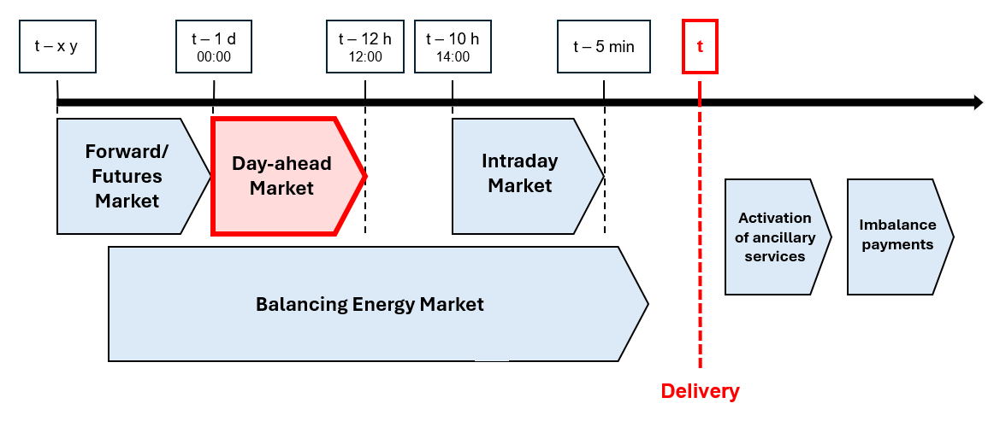 t – x y
t – 1 d
00:00
t – 12 h
12:00
t – 10 h
14:00
t – 5 min
t
Forward/
Futures
Market
Day-ahead
Market
Intraday
Market
Activation
of ancillary
services
Imbalance
payments
Balancing Energy Market
Delivery